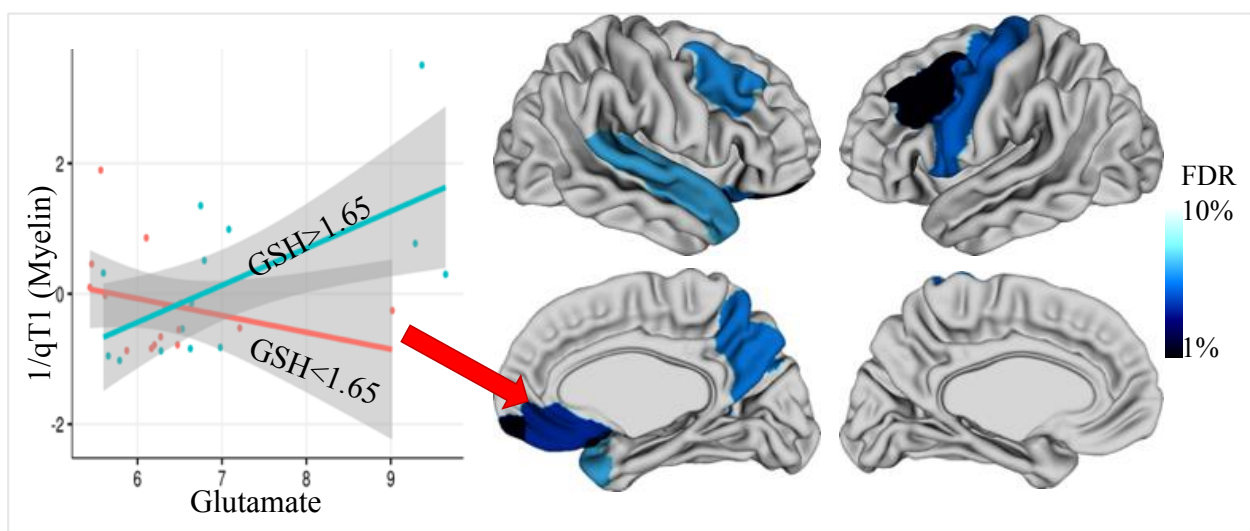 1/qT1 (Myelin)
2
0
-2
GSH>1.65
GSH<1.65
6
7
8
9
Glutamate
FDR
10%
1%